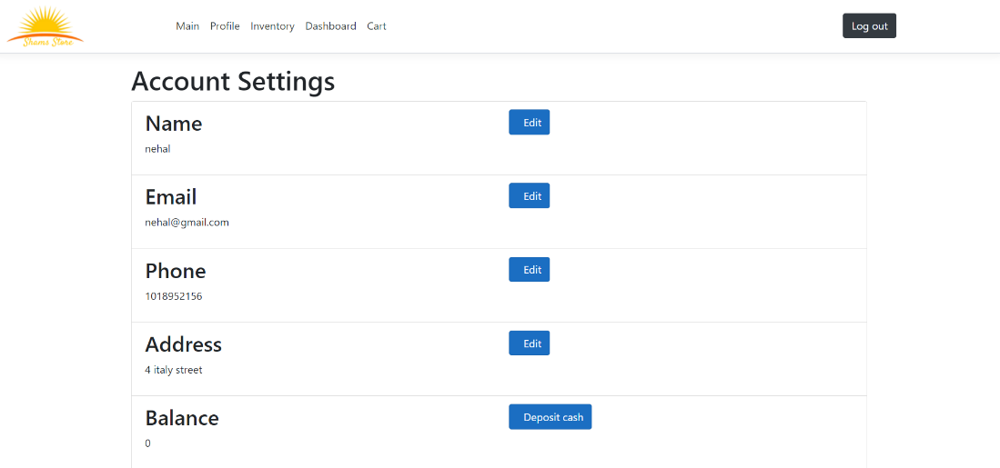 Shams Store
Main Profile Inventory Dashboard Cart
Log out
Account Settings
Name
Edit
nehal
Email
Edit
nehal@gmail.com
Phone
Edit
1018952156
Address
Edit
4 italy street
Balance
Deposit cash
0